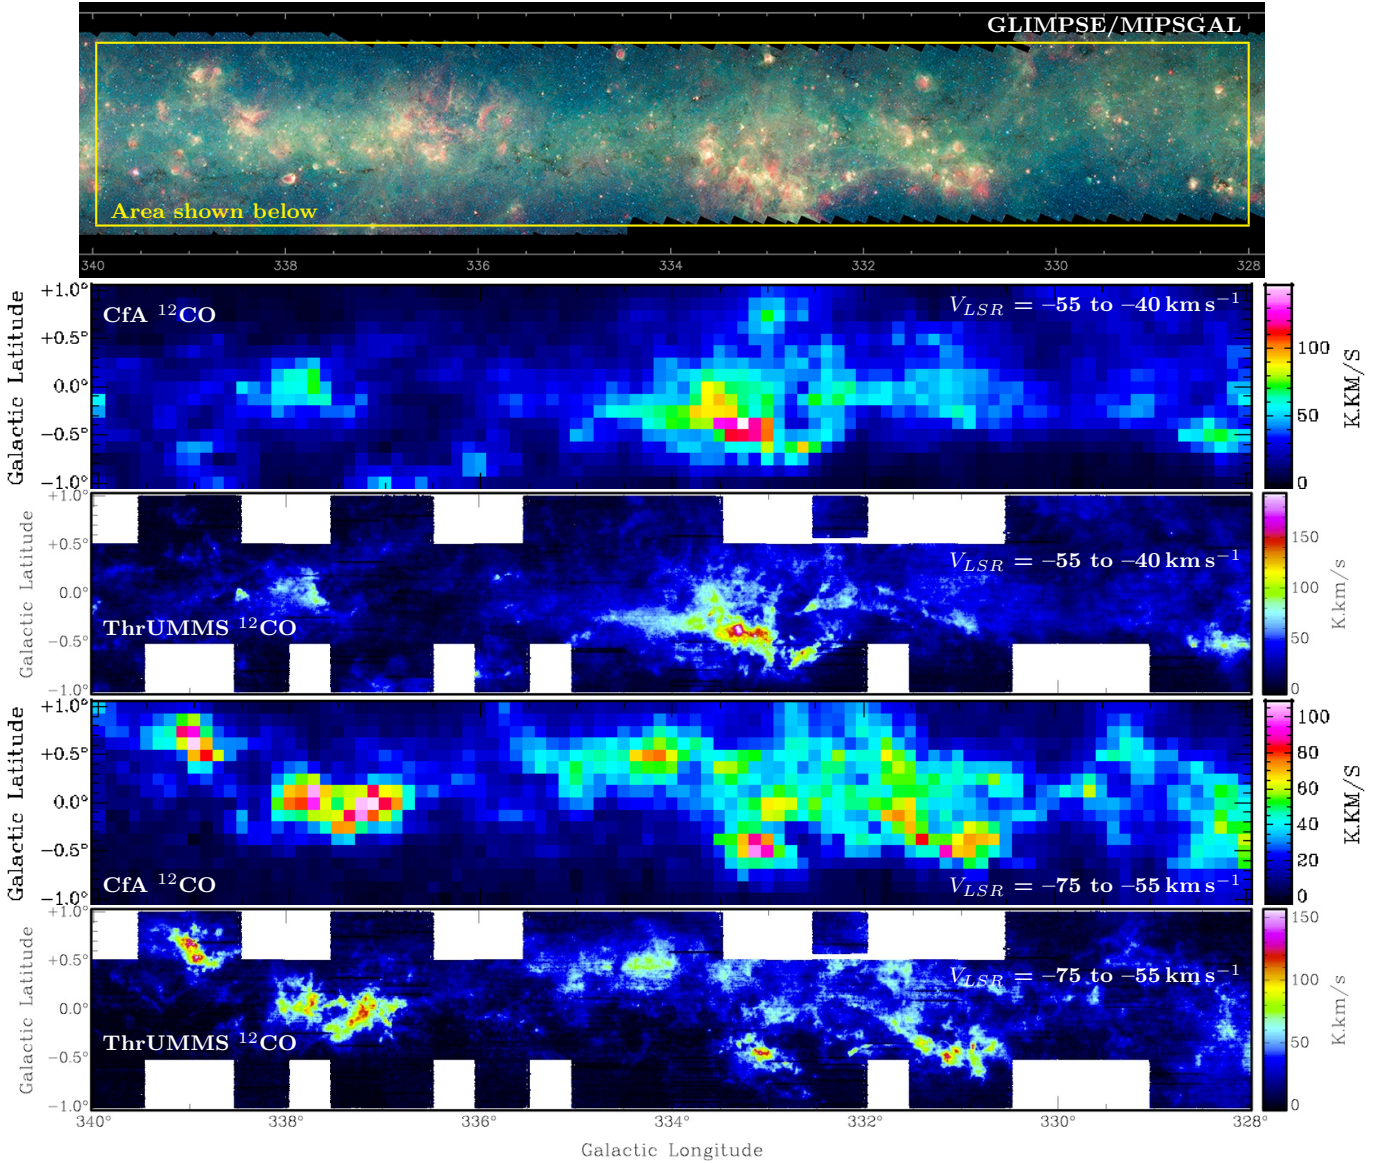 GLIMPSE/MIPSGAL
Area shown below
340 338 336 334 332 330 328
CfA ¹²CO
V_LSR = –55 to –40 km s⁻¹
Galactic Latitude
+1.0°
+0.5°
0.0°
−0.5°
−1.0°
100
50
0
K.KM/S
ThrUMMS ¹²CO
V_LSR = –55 to –40 km s⁻¹
Galactic Latitude
+1.0°
+0.5°
0.0°
−0.5°
−1.0°
150
100
50
0
K.km/s
CfA ¹²CO
V_LSR = –75 to –55 km s⁻¹
Galactic Latitude
+1.0°
+0.5°
0.0°
−0.5°
−1.0°
100
80
60
40
20
0
K.KM/S
ThrUMMS ¹²CO
V_LSR = –75 to –55 km s⁻¹
Galactic Latitude
+1.0°
+0.5°
0.0°
−0.5°
−1.0°
150
100
50
0
K.km/s
340° 338° 336° 334° 332° 330° 328°
Galactic Longitude